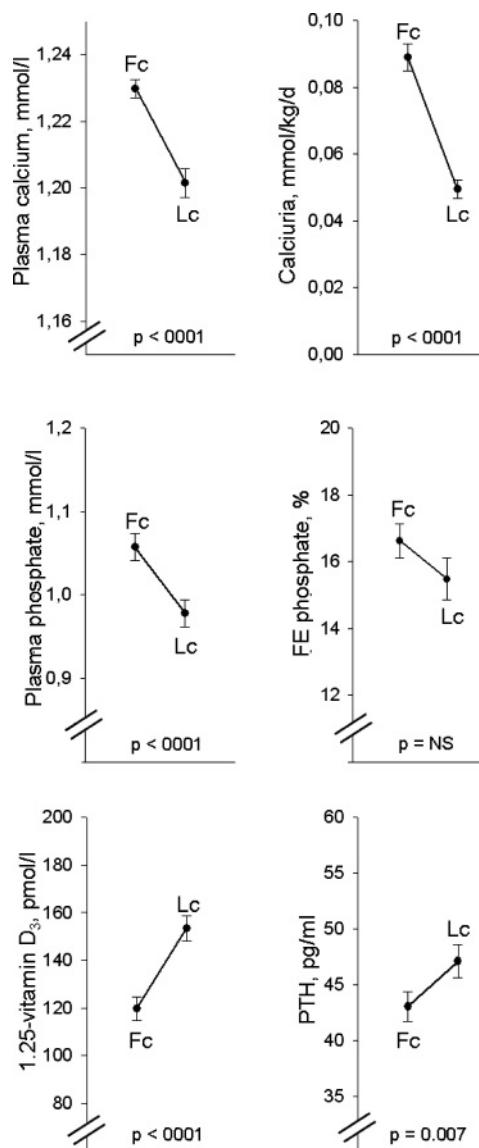 Plasma calcium, mmol/l
1,24
1,22
1,20
1,18
1,16
Fc
Lc
p < 0001
Calciuria, mmol/kg/d
0,10
0,08
0,06
0,04
0,02
0,00
Fc
Lc
p < 0001
Plasma phosphate, mmol/l
1,2
1,1
1,0
0,9
Fc
Lc
p < 0001
FE phosphate, %
20
18
16
14
12
Fc
Lc
p = NS
1.25-vitamin D₃, pmol/l
200
180
160
140
120
100
80
Lc
Fc
p < 0001
PTH, pg/ml
60
55
50
45
40
35
Lc
Fc
p = 0.007